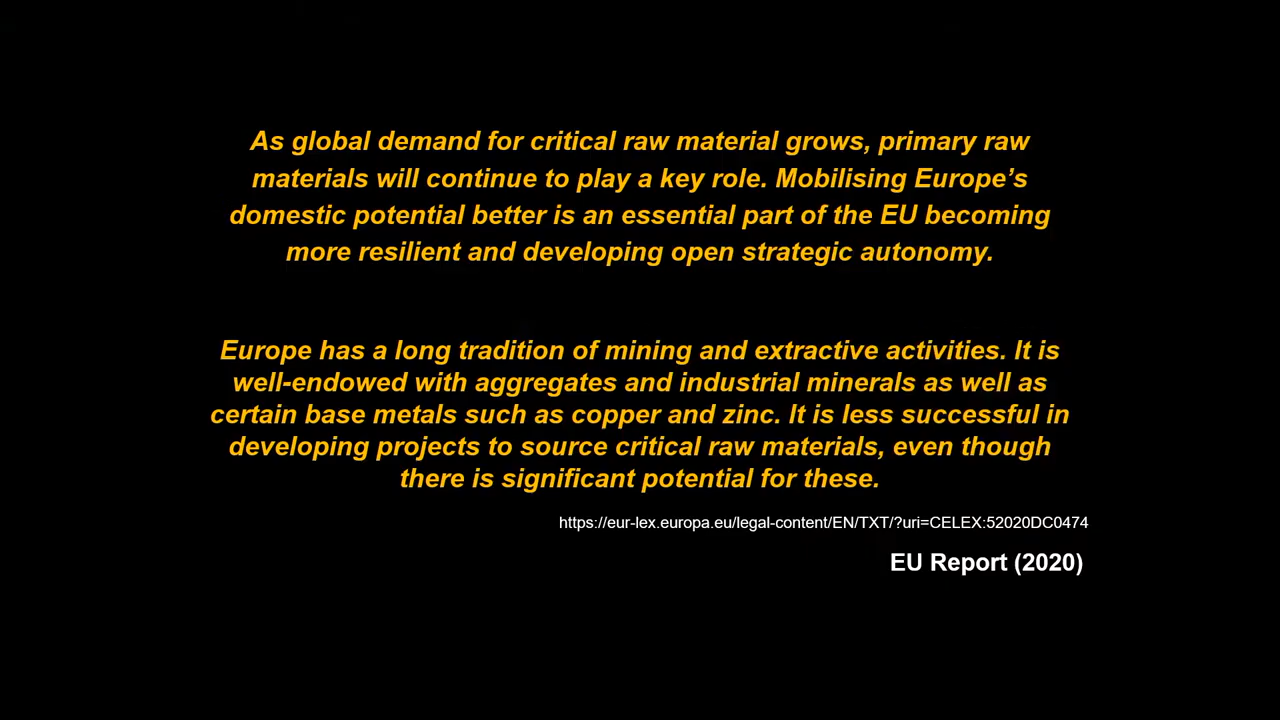 As global demand for critical raw material grows, primary raw
materials will continue to play a key role. Mobilising Europe’s
domestic potential better is an essential part of the EU becoming
more resilient and developing open strategic autonomy.
Europe has a long tradition of mining and extractive activities. It is
well-endowed with aggregates and industrial minerals as well as
certain base metals such as copper and zinc. It is less successful in
developing projects to source critical raw materials, even though
there is significant potential for these.
https://eur-lex.europa.eu/legal-content/EN/TXT/?uri=CELEX:52020DC0474
EU Report (2020)